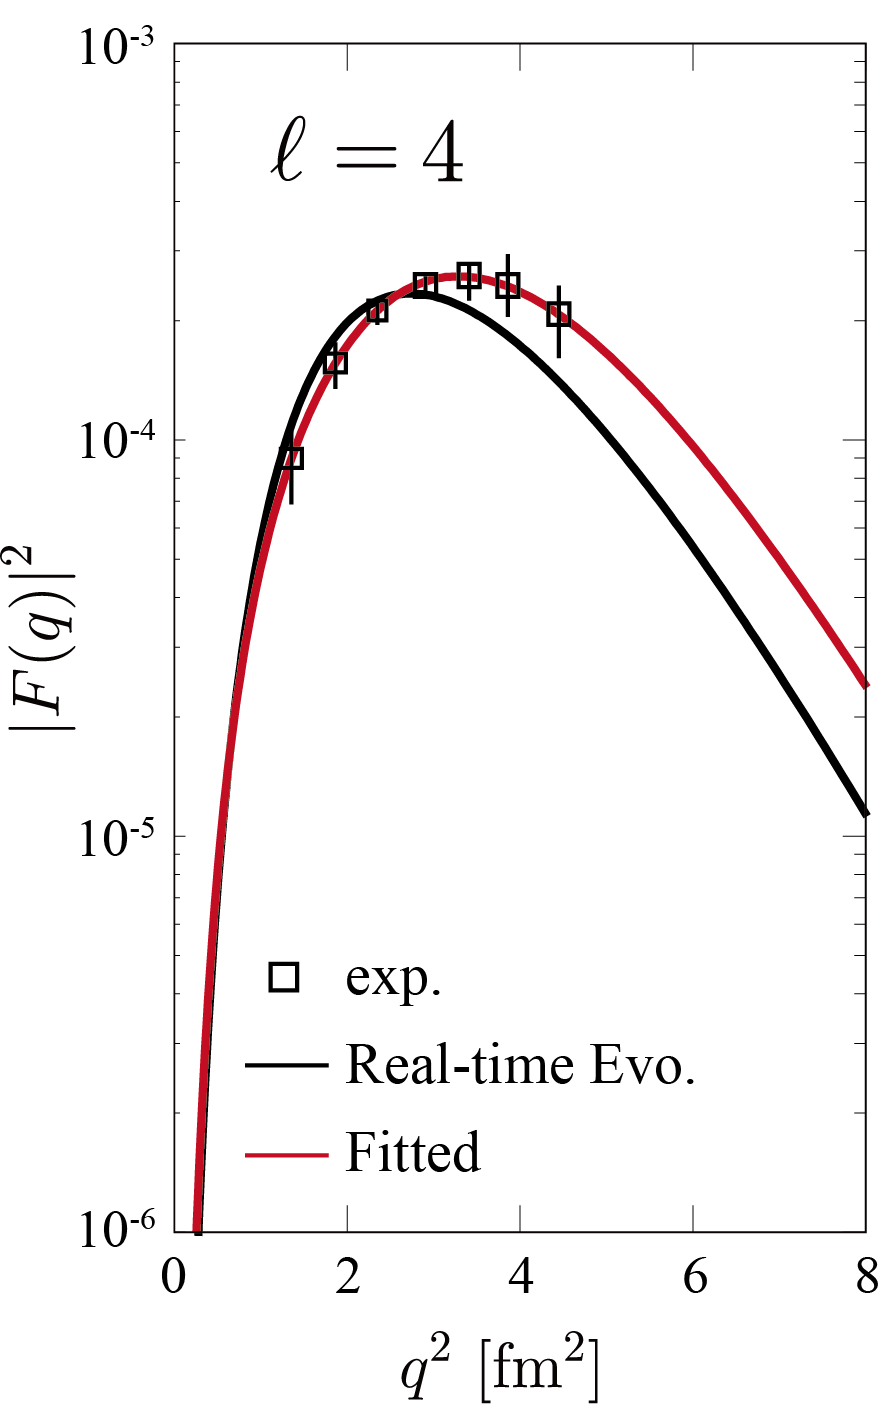 10⁻³
ℓ = 4
10⁻⁴
|F(q)|²
10⁻⁵
exp.
Real-time Evo.
Fitted
10⁻⁶
0 2 4 6 8
q² [fm²]